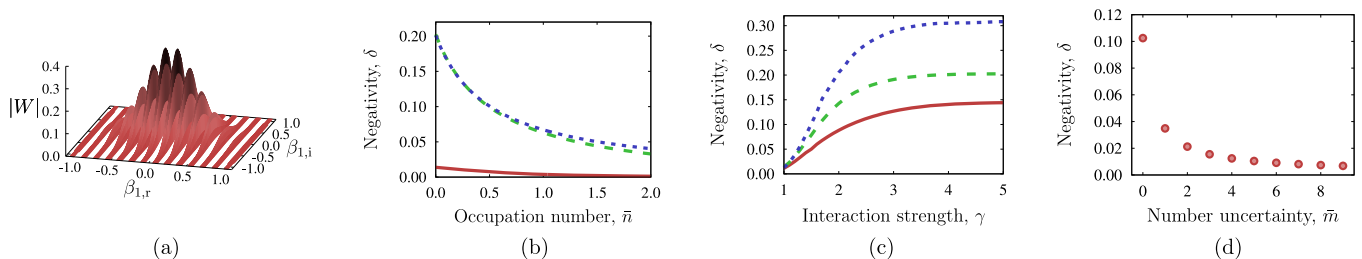 |W|
0.4
0.3
0.2
0.1
0.0
-1.0
-0.5
0.0
0.5
1.0
β1,r
1.0
0.5
0.0
-0.5
-1.0
β1,i
(a)
Negativity, δ
0.20
0.15
0.10
0.05
0.00
0.0 0.5 1.0 1.5 2.0
Occupation number, n̄
(b)
Negativity, δ
0.30
0.25
0.20
0.15
0.10
0.05
0.00
1 2 3 4 5
Interaction strength, γ
(c)
Negativity, δ
0.12
0.10
0.08
0.06
0.04
0.02
0.00
0 2 4 6 8
Number uncertainty, m̄
(d)